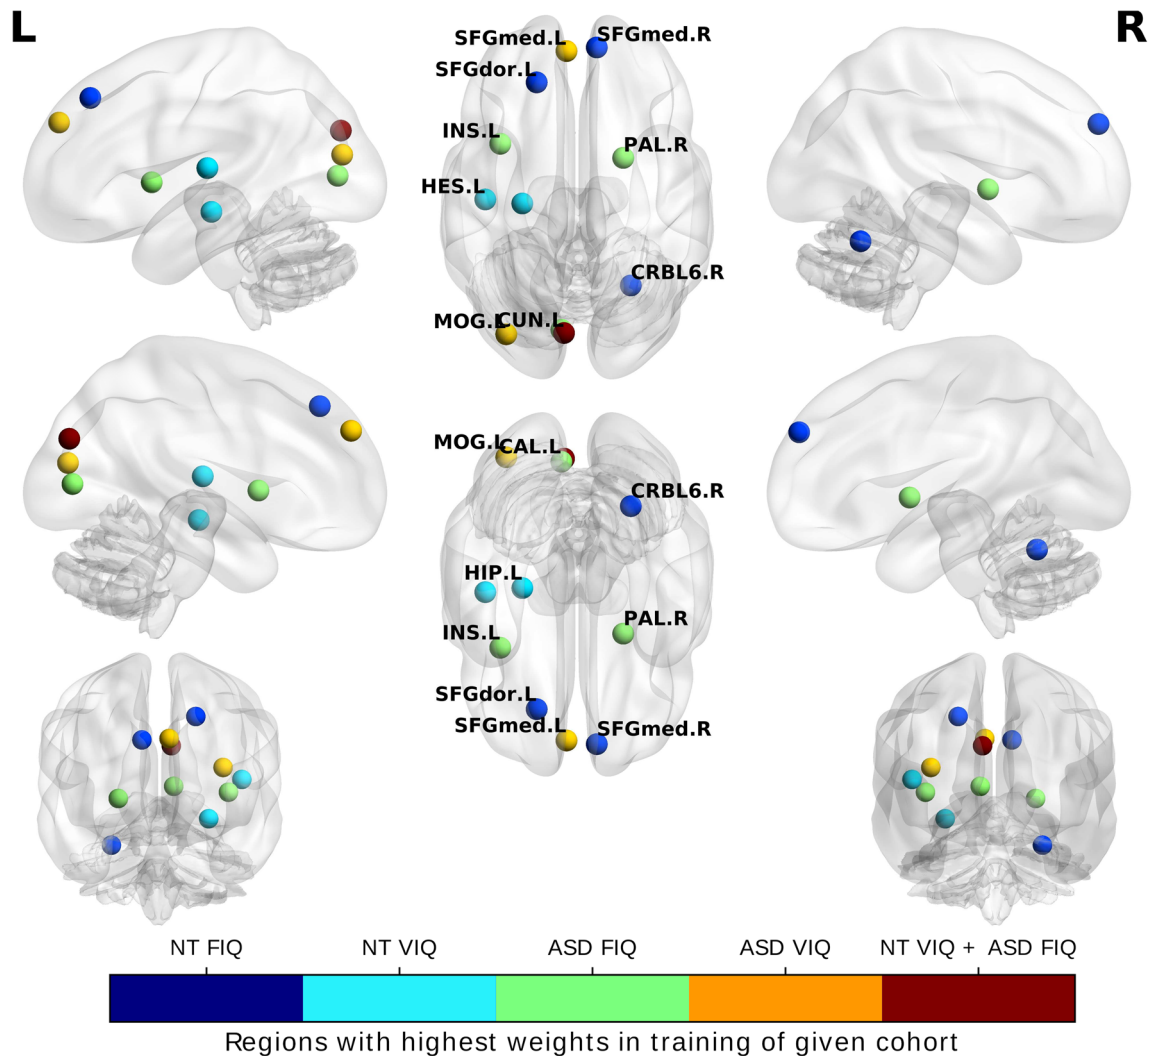 L
R
SFGmed.L
SFGmed.R
SFGdor.L
INS.L
PAL.R
HES.L
CRBL6.R
MOG.L
CUN.L
MOG.L
CAL.L
CRBL6.R
HIP.L
PAL.R
INS.L
SFGdor.L
SFGmed.L
SFGmed.R
NT FIQ
NT VIQ
ASD FIQ
ASD VIQ
NT VIQ + ASD FIQ
Regions with highest weights in training of given cohort